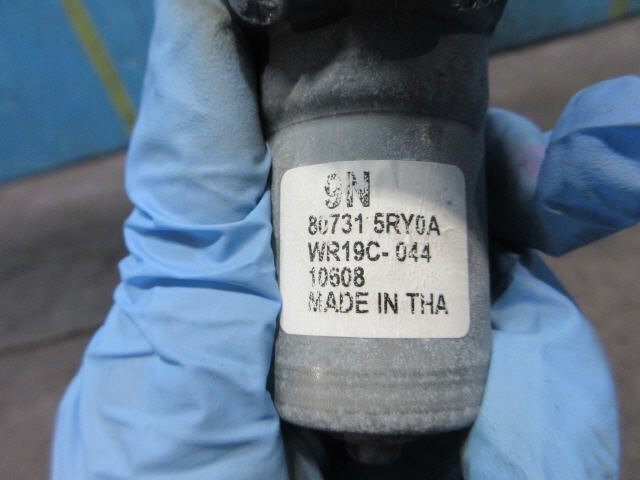 9N
80731 5RY0A
WR19C-044
10608
MADE IN THA